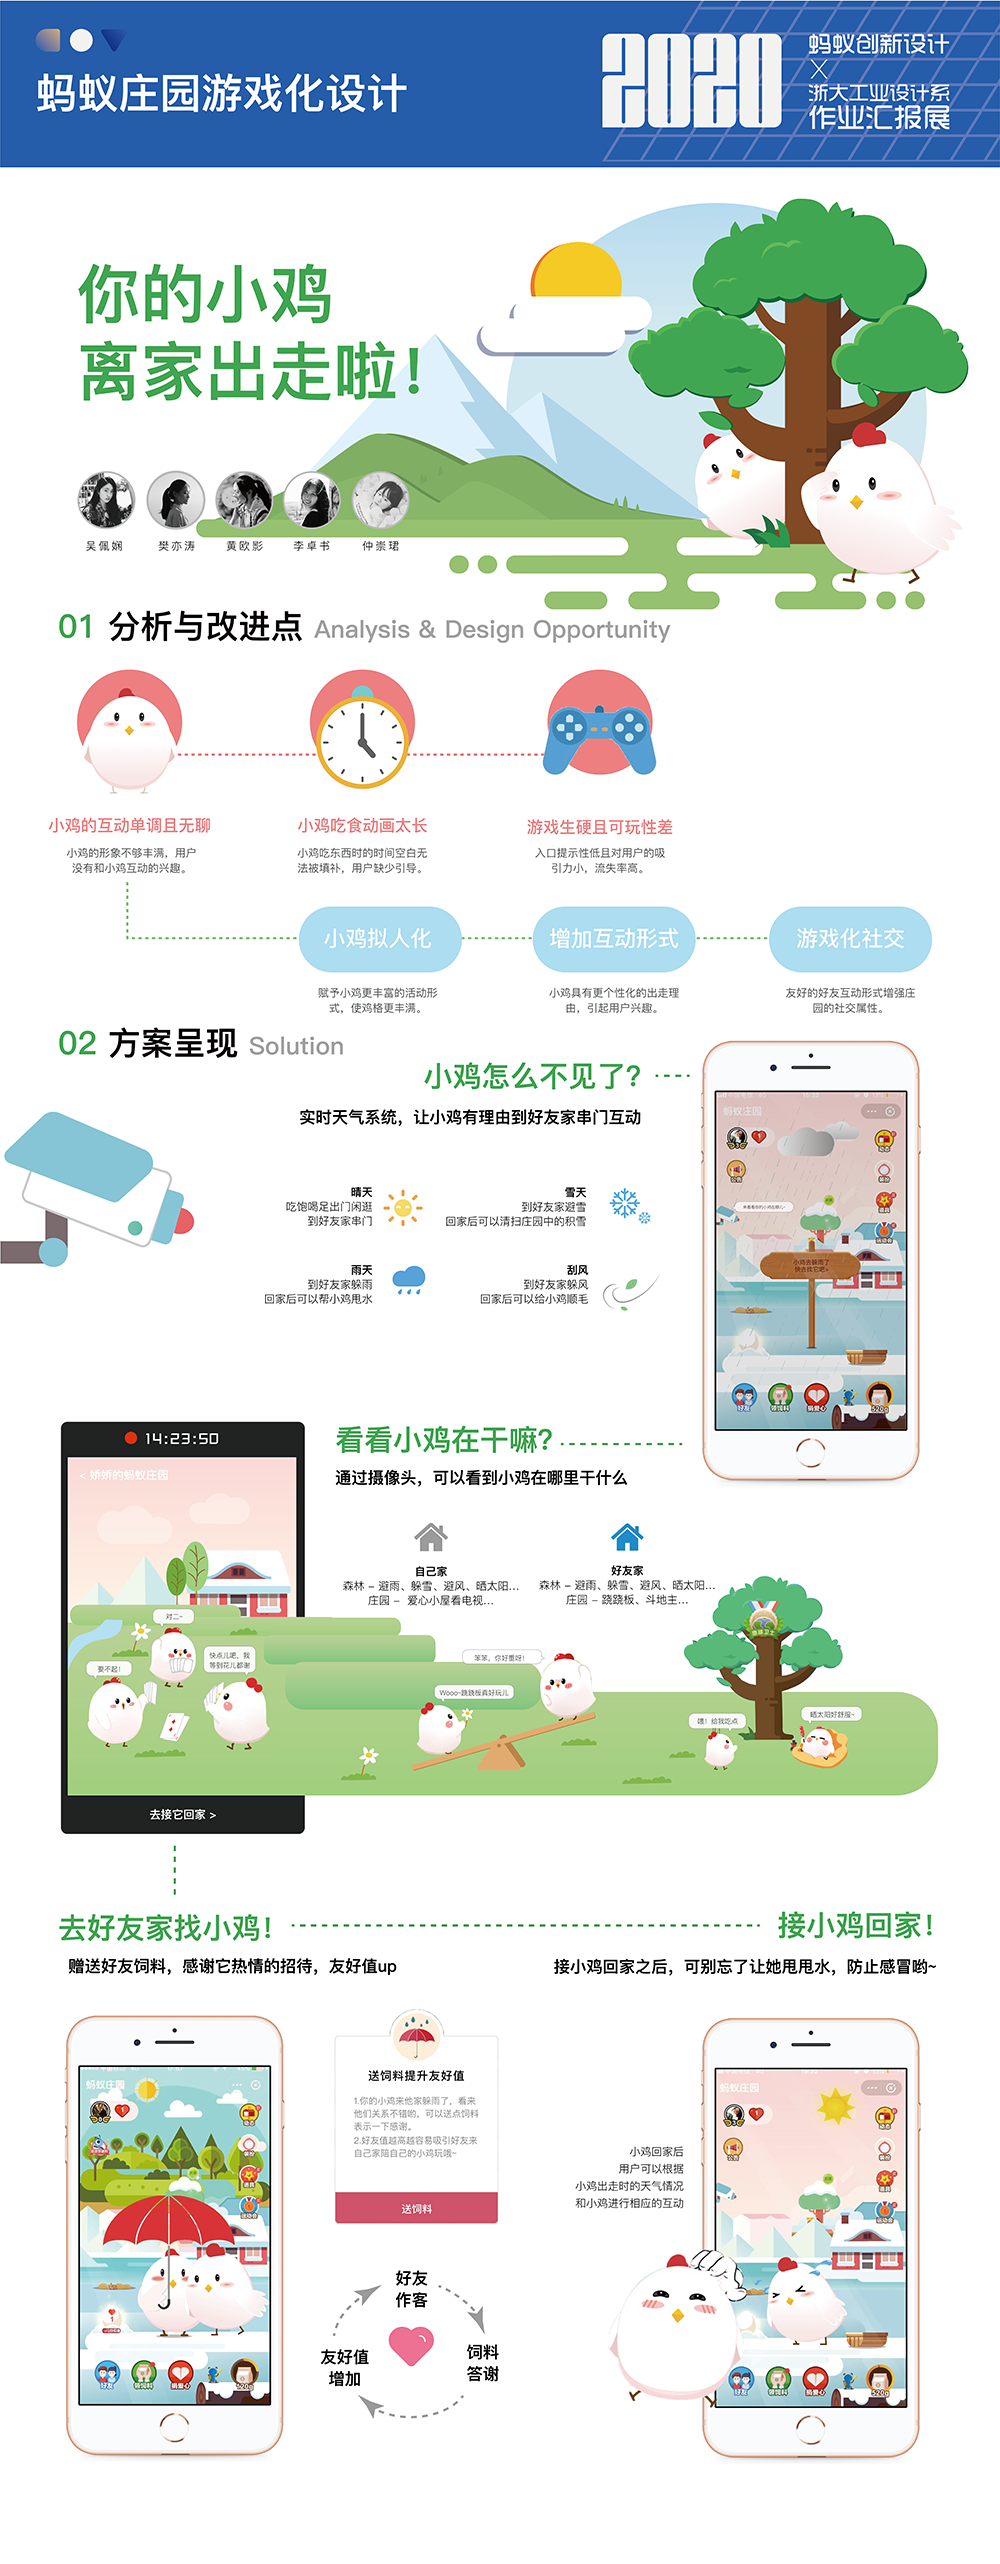 蚂蚁庄园游戏化设计
2020
蚂蚁创新设计
X
浙大工业设计系
作业汇报展
你的小鸡
离家出走啦！
吴佩娴
樊亦涛
黄欧影
李卓书
仲崇珺
01 分析与改进点 Analysis & Design Opportunity
小鸡的互动单调且无聊
小鸡的形象不够丰满，用户
没有和小鸡互动的兴趣。
小鸡吃食动画太长
小鸡吃东西时的时间空白无
法被填补，用户缺少引导。
游戏生硬且可玩性差
入口提示性低且对用户的吸
引力小，流失率高。
小鸡拟人化
赋予小鸡更丰富的活动形
式，使鸡格更丰满。
增加互动形式
小鸡具有更个性化的出走理
由，引起用户兴趣。
游戏化社交
友好的好友互动形式增强庄
园的社交属性。
02 方案呈现 Solution
小鸡怎么不见了？
实时天气系统，让小鸡有理由到好友家串门互动
晴天
吃饱喝足出门闲逛
到好友家串门
雪天
到好友家避雪
回家后可以清扫庄园中的积雪
雨天
到好友家躲雨
回家后可以帮小鸡甩水
刮风
到好友家躲风
回家后可以给小鸡顺毛
蚂蚁庄园
小鸡去躲雨了
快去找它吧~
好友
领饲料
捐爱心
520g
14:23:50
< 娇娇的蚂蚁庄园
看看小鸡在干嘛？
通过摄像头，可以看到小鸡在哪里干什么
自己家
森林 – 避雨、躲雪、避风、晒太阳...
庄园 – 爱心小屋看电视...
好友家
森林 – 避雨、躲雪、避风、晒太阳...
庄园 – 跷跷板、斗地主...
对二~
要不起！
快点儿吧，我
等到花儿都谢
笨笨，你好重呀！
Wooo~跷跷板真好玩儿
喂！给我吃点
晒太阳好舒服~
去接它回家 >
去好友家找小鸡！
赠送好友饲料，感谢它热情的招待，友好值up
接小鸡回家！
接小鸡回家之后，可别忘了让她甩甩水，防止感冒哟~
蚂蚁庄园
好友
领饲料
捐爱心
520g
送饲料提升友好值
1.你的小鸡来他家躲雨了，看来
他们关系不错哟，可以送点饲料
表示一下感谢。
2.好友值越高越容易吸引好友来
自己家陪自己的小鸡玩哦~
送饲料
好友
作客
饲料
答谢
友好值
增加
小鸡回家后
用户可以根据
小鸡出走时的天气情况
和小鸡进行相应的互动
蚂蚁庄园
好友
领饲料
捐爱心
520g